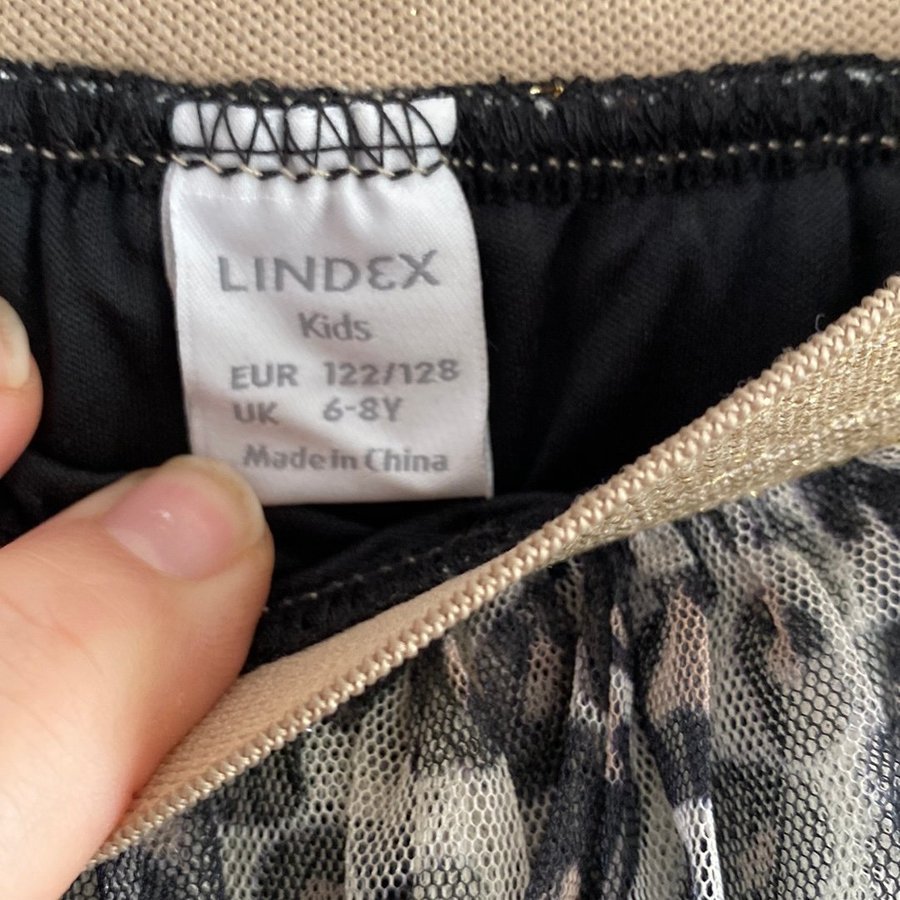 LINDEX
Kids
EUR 122/128
UK 6-8Y
Made in China